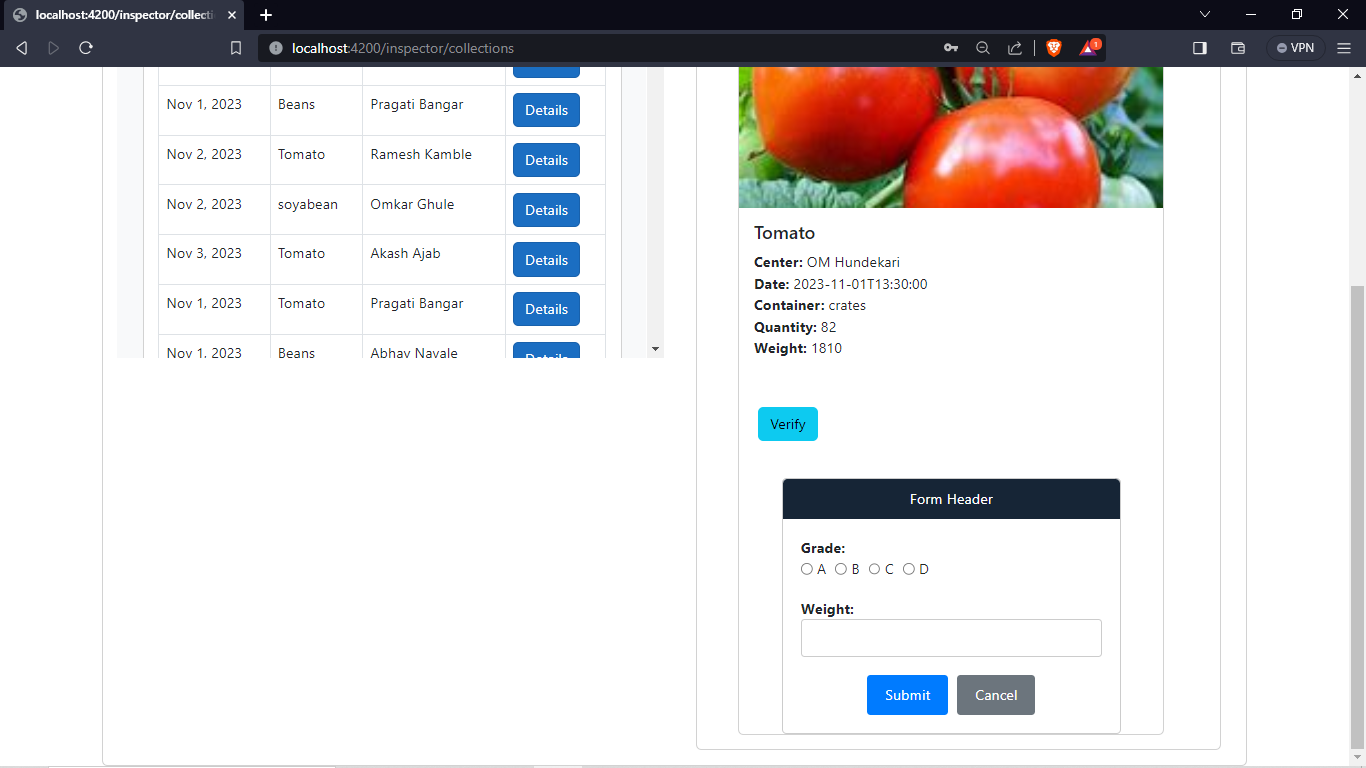 localhost:4200/inspector/collecti
localhost:4200/inspector/collections
1
VPN
Nov 1, 2023 Beans Pragati Bangar Details
Nov 2, 2023 Tomato Ramesh Kamble Details
Nov 2, 2023 soyabean Omkar Ghule Details
Nov 3, 2023 Tomato Akash Ajab Details
Nov 1, 2023 Tomato Pragati Bangar Details
Nov 1, 2023 Beans Abhay Navale Details
Tomato
Center: OM Hundekari
Date: 2023-11-01T13:30:00
Container: crates
Quantity: 82
Weight: 1810
Verify
Form Header
Grade:
A B C D
Weight:
Submit Cancel